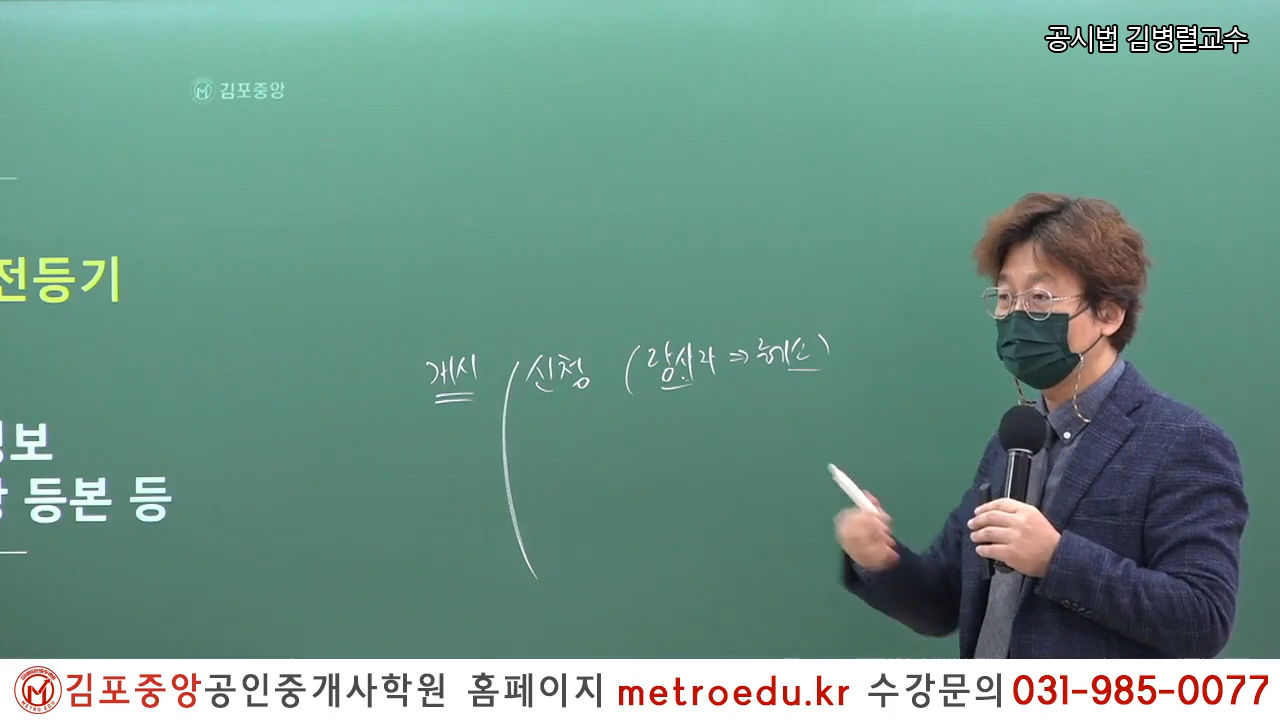 공시법 김병렬교수
김포중앙
전등기
개시 신청 (당사자 ⇒
보
등본 등
김포중앙공인중개사학원 홈페이지 metroedu.kr 수강문의 031-985-0077